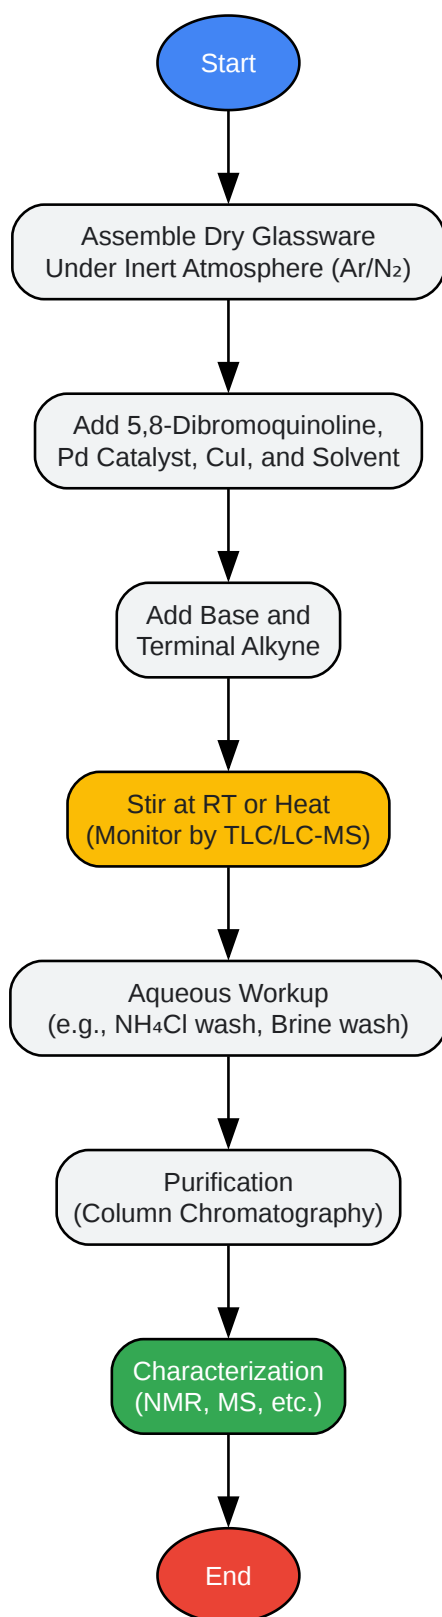 Start
Assemble Dry Glassware
Under Inert Atmosphere (Ar/N₂)
Add 5,8-Dibromoquinoline,
Pd Catalyst, CuI, and Solvent
Add Base and
Terminal Alkyne
Stir at RT or Heat
(Monitor by TLC/LC-MS)
Aqueous Workup
(e.g., NH₄Cl wash, Brine wash)
Purification
(Column Chromatography)
Characterization
(NMR, MS, etc.)
End